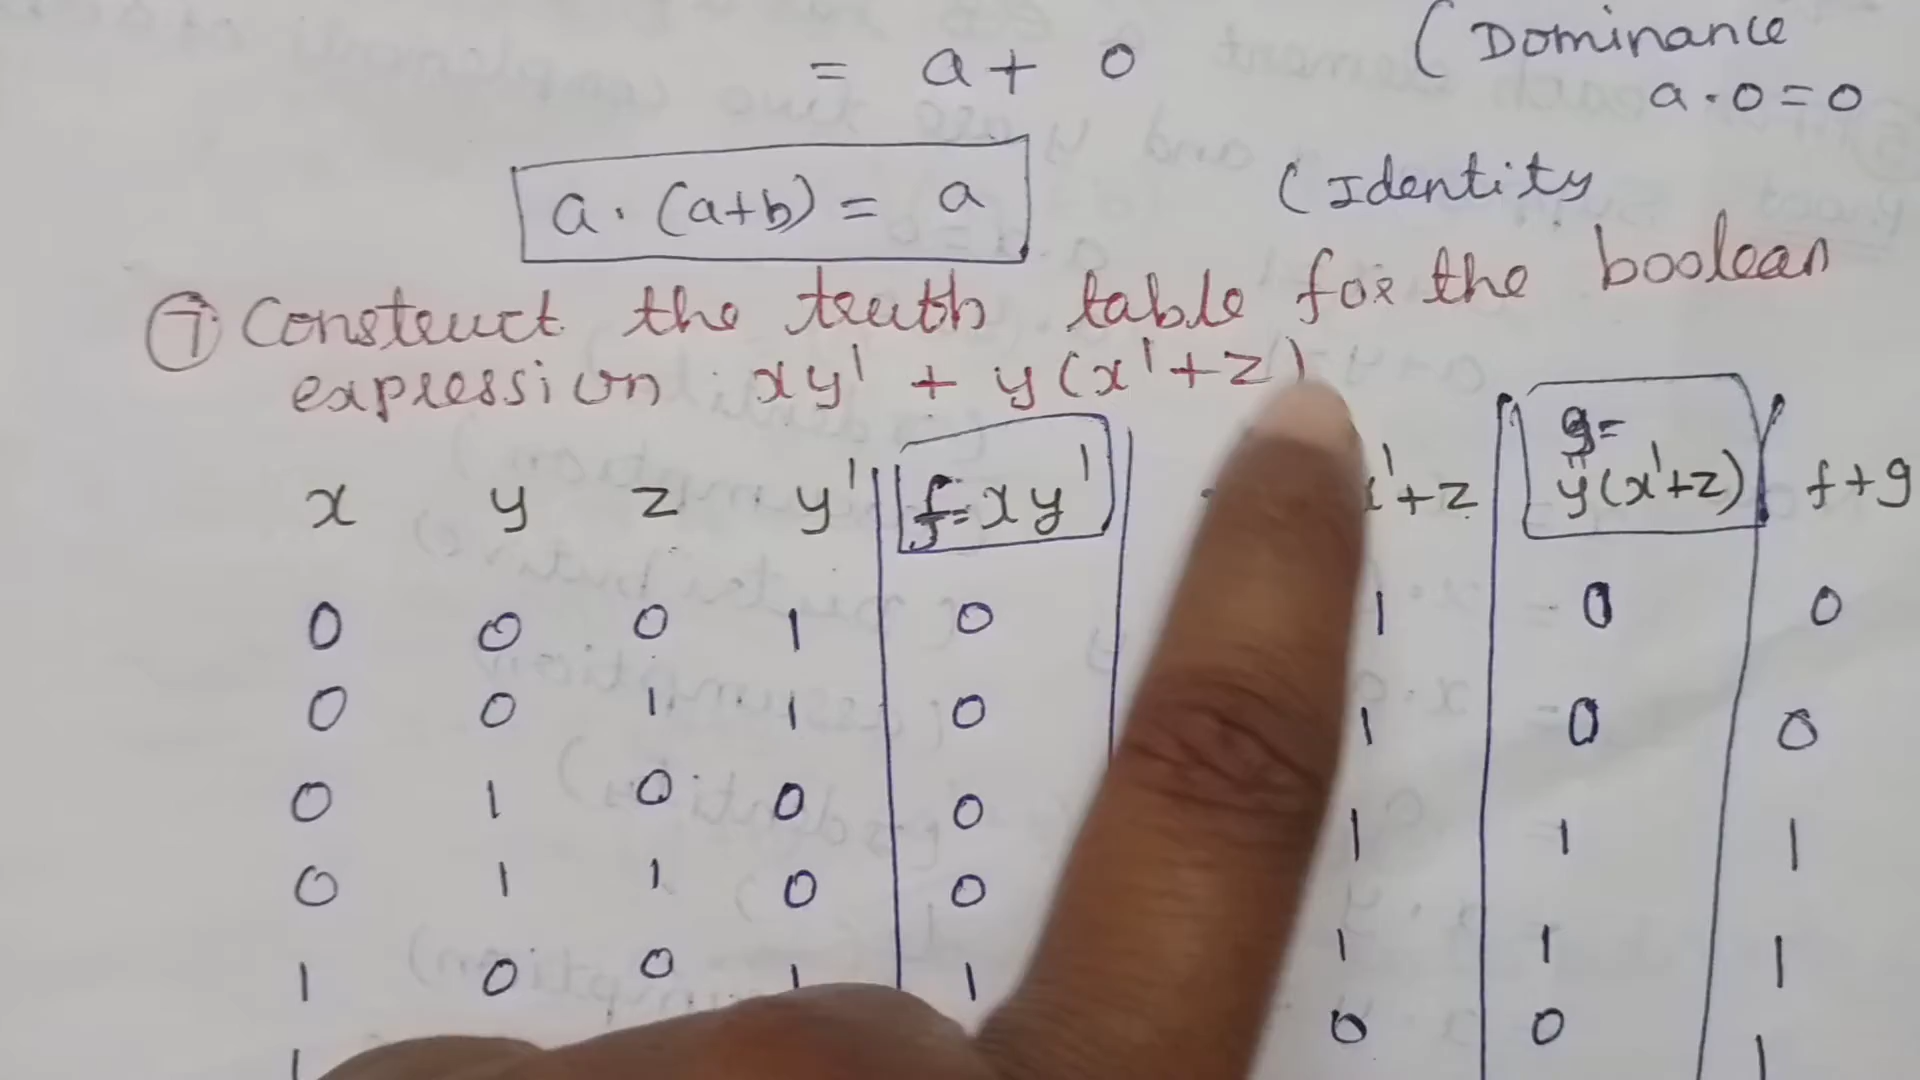 = a + 0 (Dominance
a . 0 = 0
a . (a+b) = a (Identity
7 Construct the truth table for the boolean
expression xy' + y(x'+z)
x y z y' f= xy' '+z g= y(x'+z) f+g
0 0 0 1 0 1 0 0
0 0 1 1 0 1 0 0
0 1 0 0 0 1 1 1
0 1 1 0 0 1 1 1
1 0 0 1 1 0 0 1